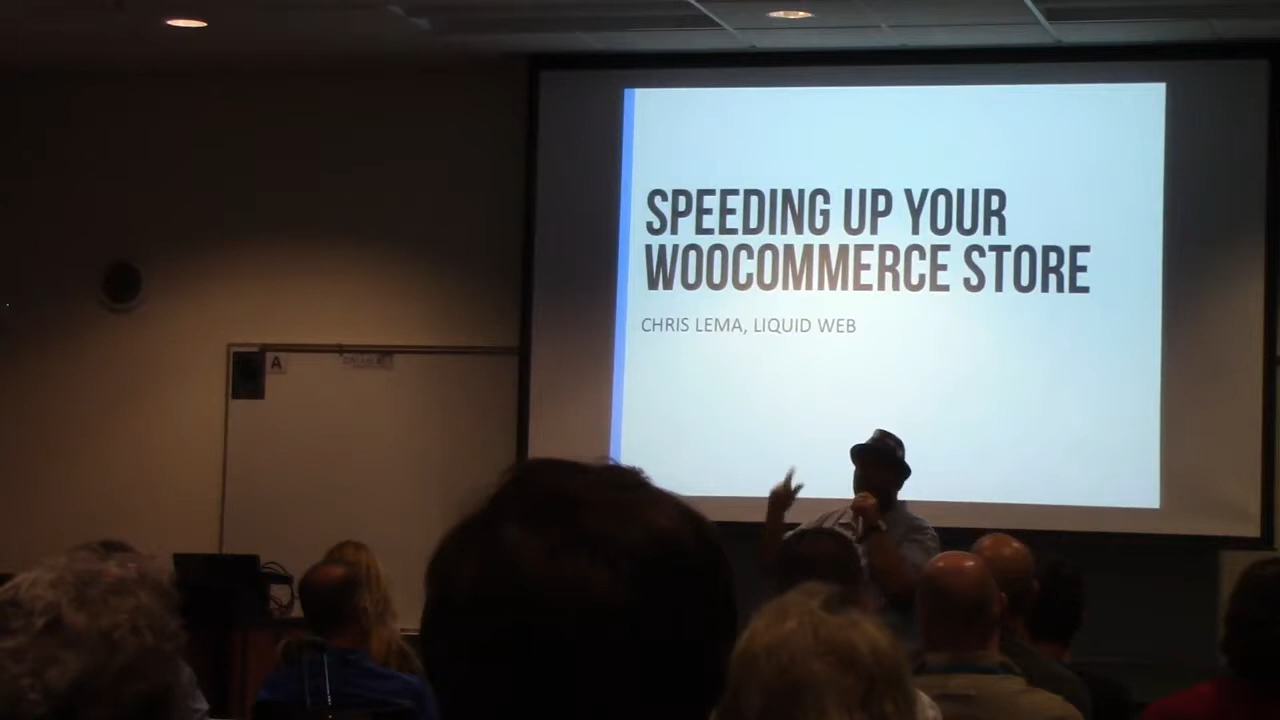 SPEEDING UP YOUR
WOOCOMMERCE STORE
CHRIS LEMA, LIQUID WEB
A